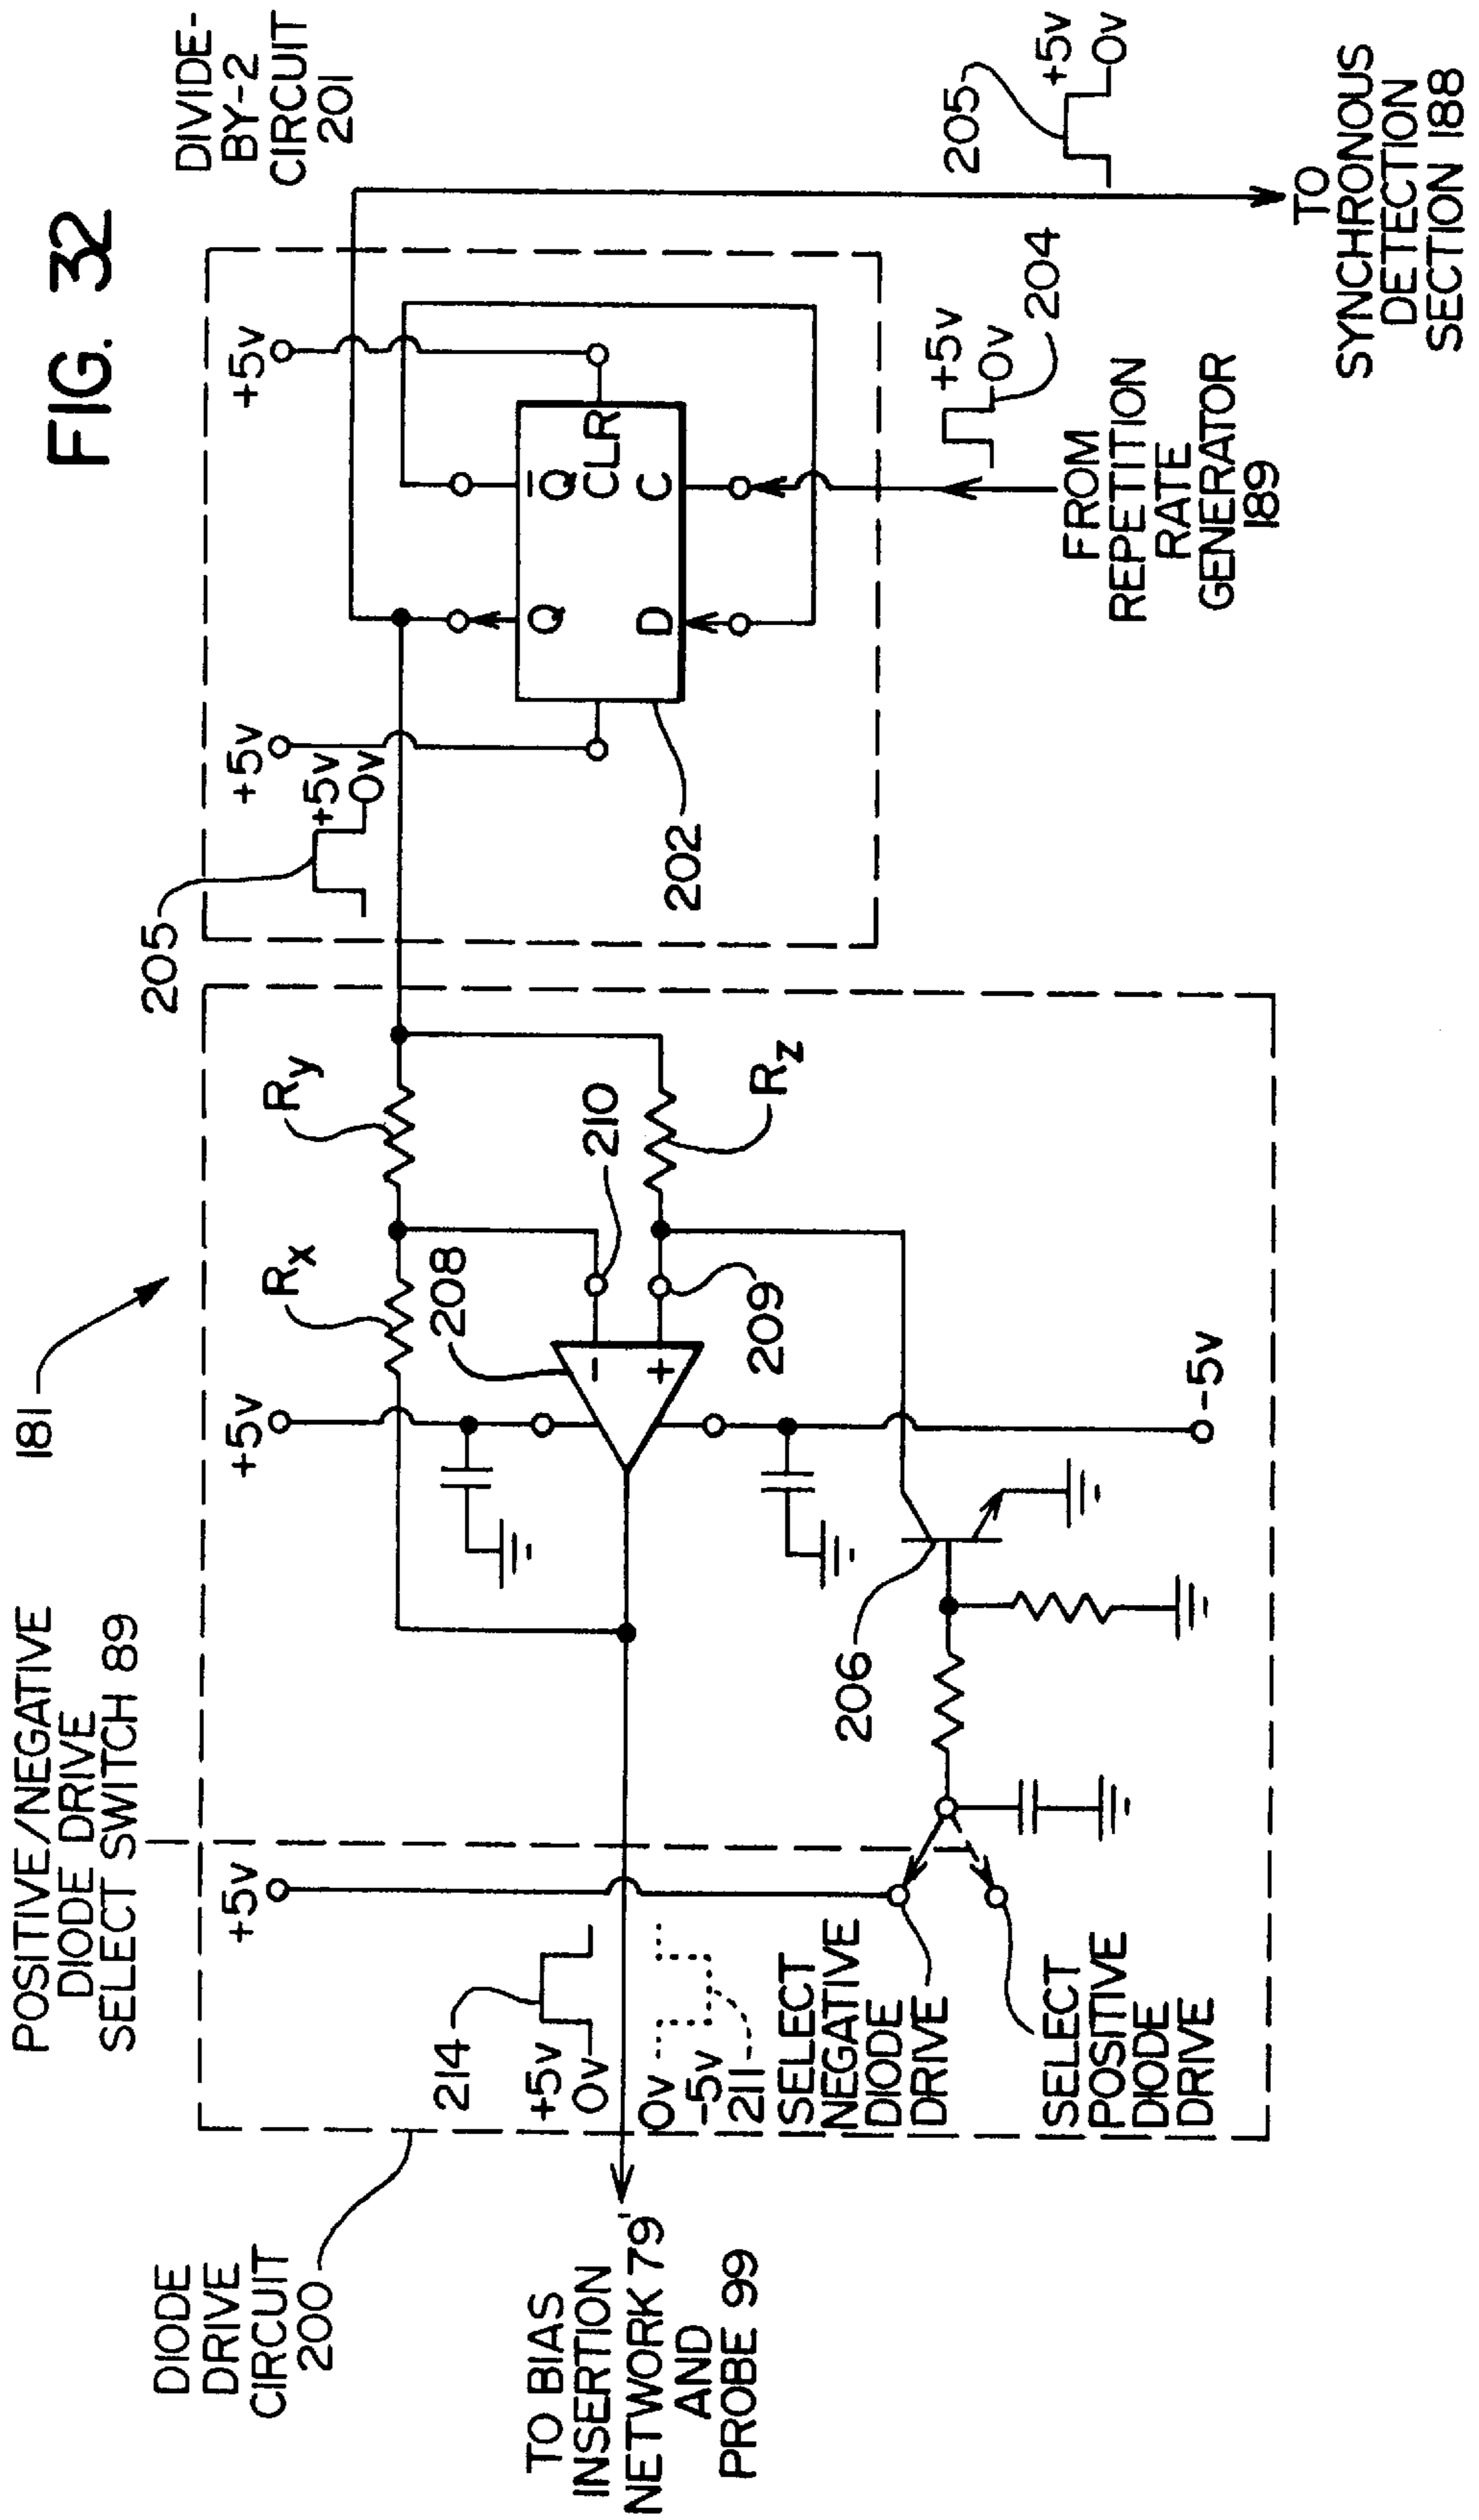 FIG. 32
181
POSITIVE/NEGATIVE
DIODE DRIVE
SELECT SWITCH 89
DIODE
DRIVE
CIRCUIT
200
DIVIDE-
BY-2
CIRCUIT
201
205
+5v
+5v
0v
+5v
+5v
+5v
Rx
Ry
Rz
208
210
209
-
+
Q
Q̅
CLR
D
C
202
214
+5v
0v
0v
-5v
211
SELECT
NEGATIVE
DIODE
DRIVE
SELECT
POSITIVE
DIODE
DRIVE
206
-5v
+5v
0v
204
FROM
REPETITION
RATE
GENERATOR
189
205
+5v
0v
TO BIAS
INSERTION
NETWORK 79
AND
PROBE 99
TO
SYNCHRONOUS
DETECTION
SECTION 188